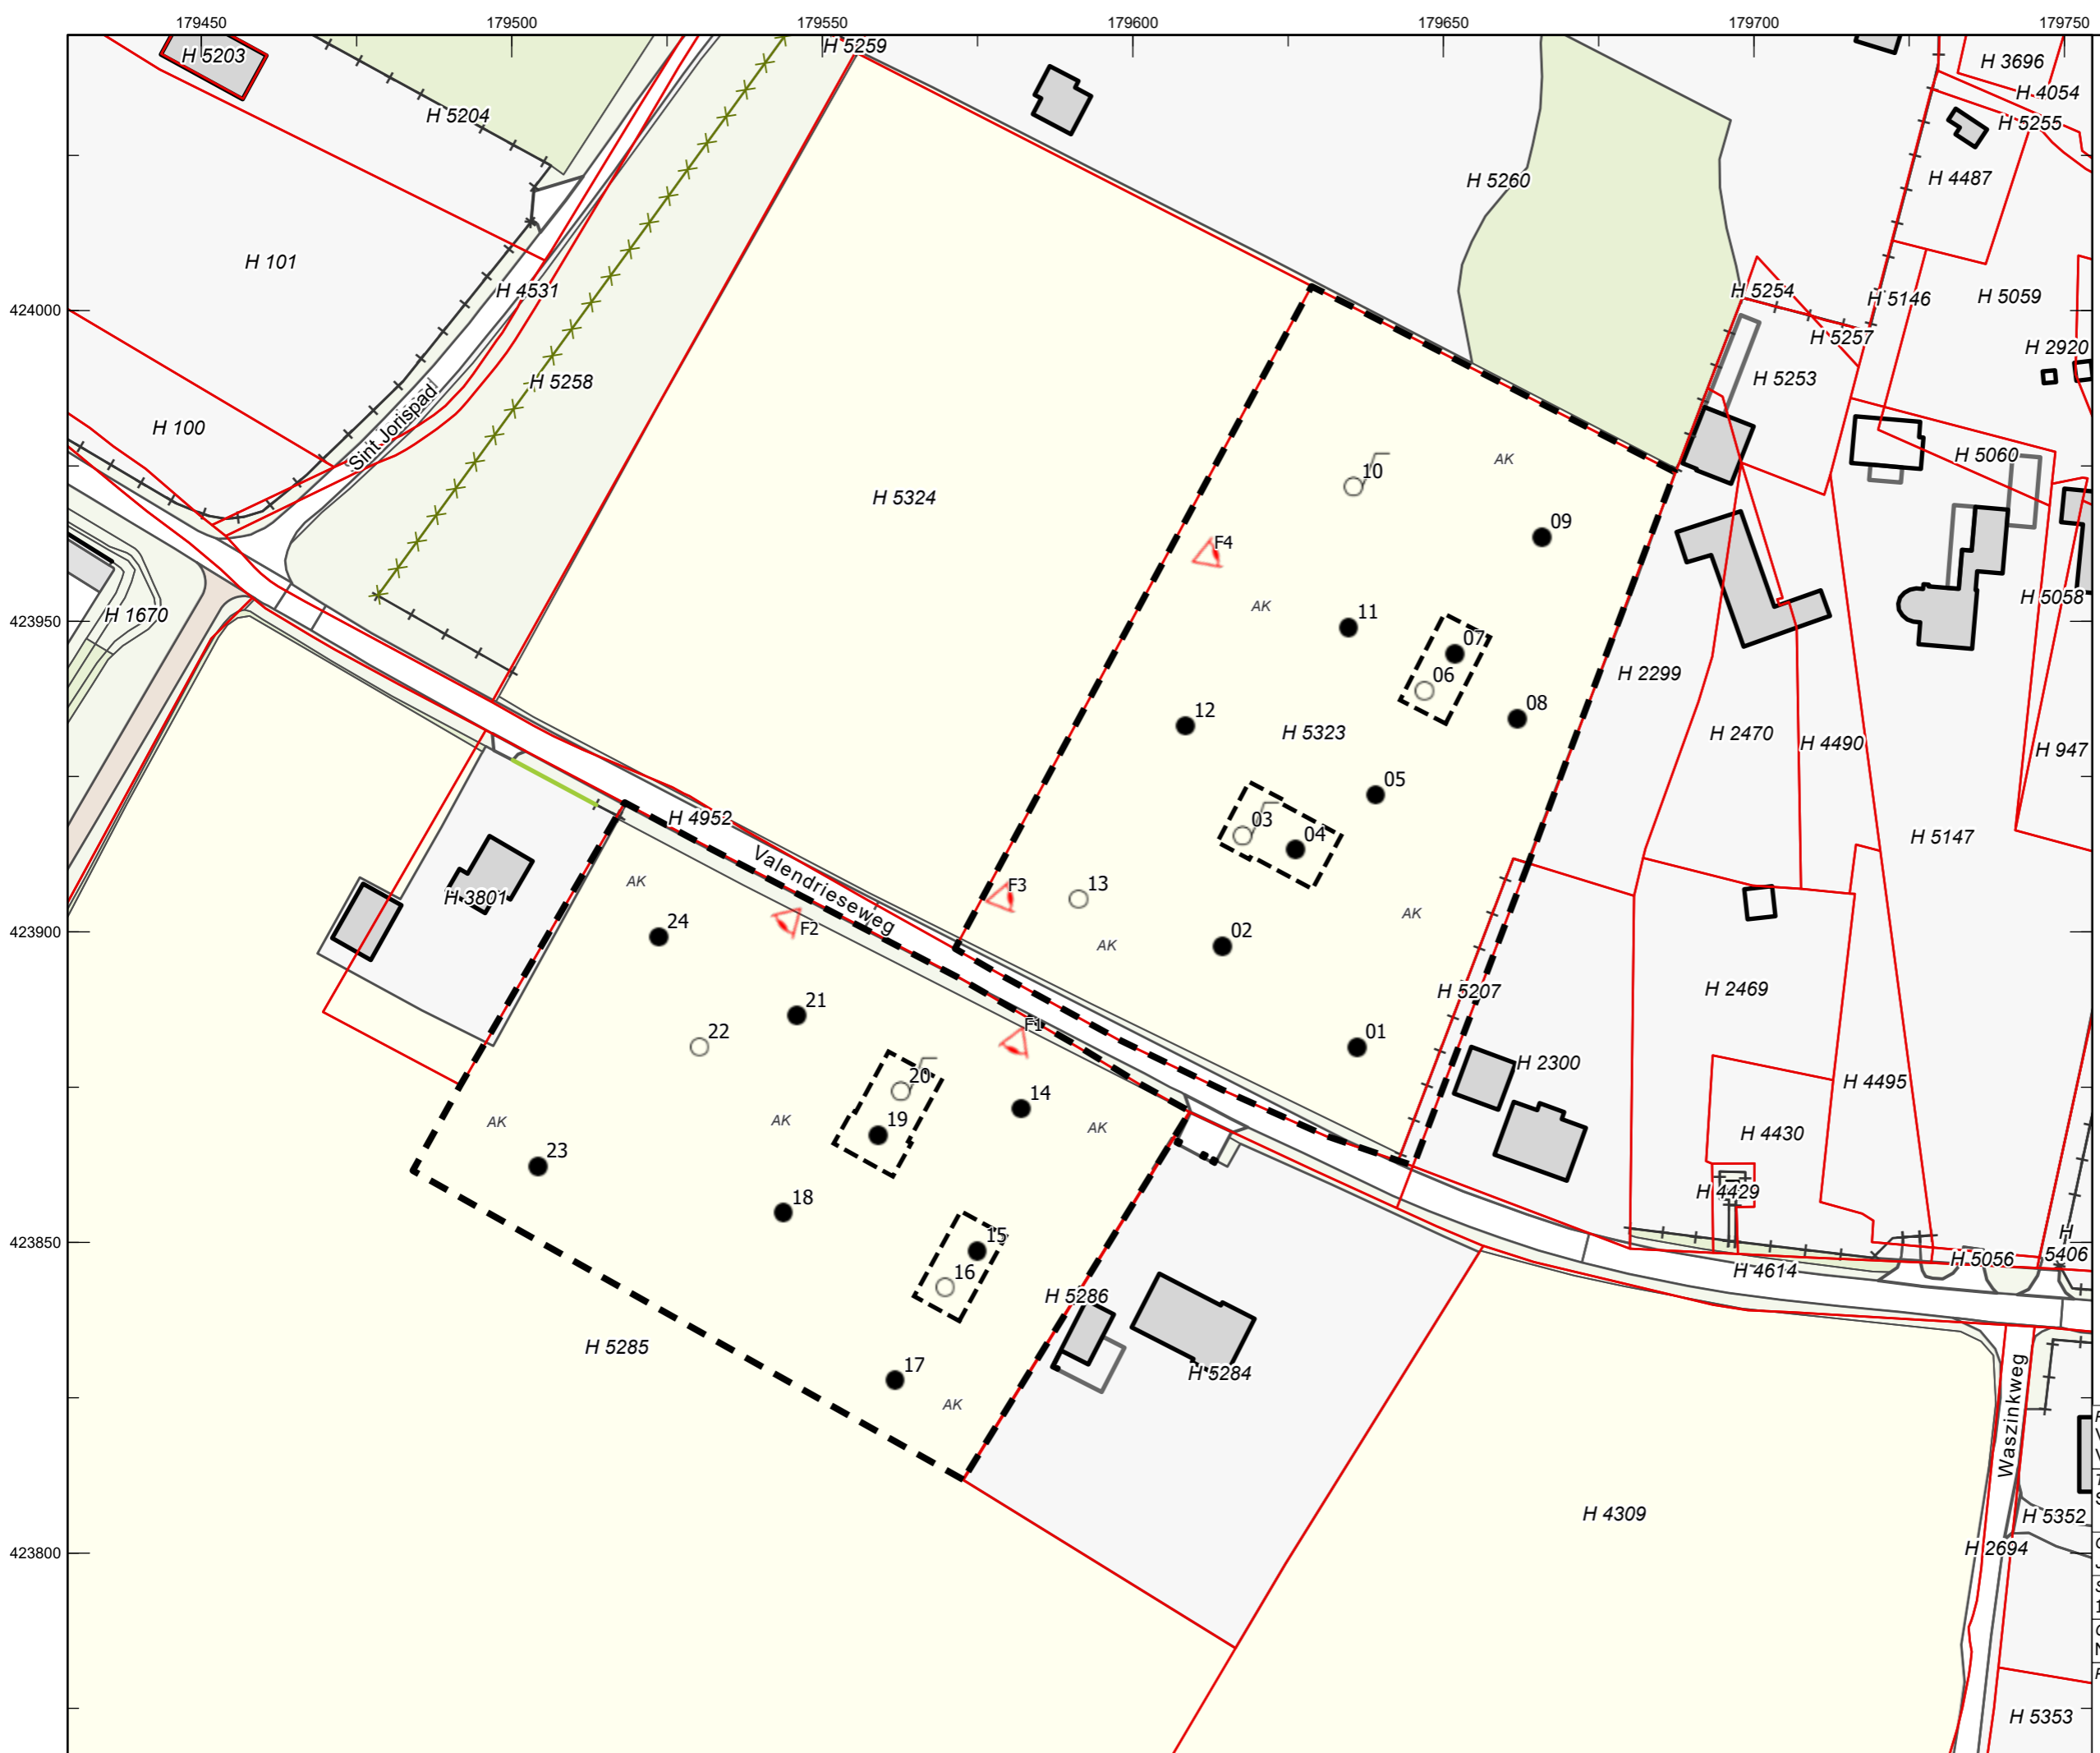 179450 179500 179550 179600 179650 179700 179750
H 5203
H 5259
H 3696
H 4054
H 5204
H 5255
H 5260
H 4487
H 101
H 4531
H 5254
H 5146
H 5059
424000
H 5257
H 2920
H 5258
H 5253
H 100
Sint Jorispad
AK
H 5060
10
H 5324
09
F4
H 5058
AK
11
H 1670
423950
07
H 2299
06
12
08
H 5323
H 2470
H 4490
H 947
05
H 4952
03
04
H 5147
Valendrieseweg
AK
F3
13
H 3801
24
F2
AK
02
423900
AK
H 5207
H 2469
21
F1
22
01
H 2300
20
H 4495
14
AK
19
AK
AK
H 4430
23
18
H 4429
15
H
5406
423850
H 5056
H 4614
16
H 5286
H 5285
17
H 5284
AK
Waszinkweg
H 4309
H 5352
423800
H 2694
H 5353